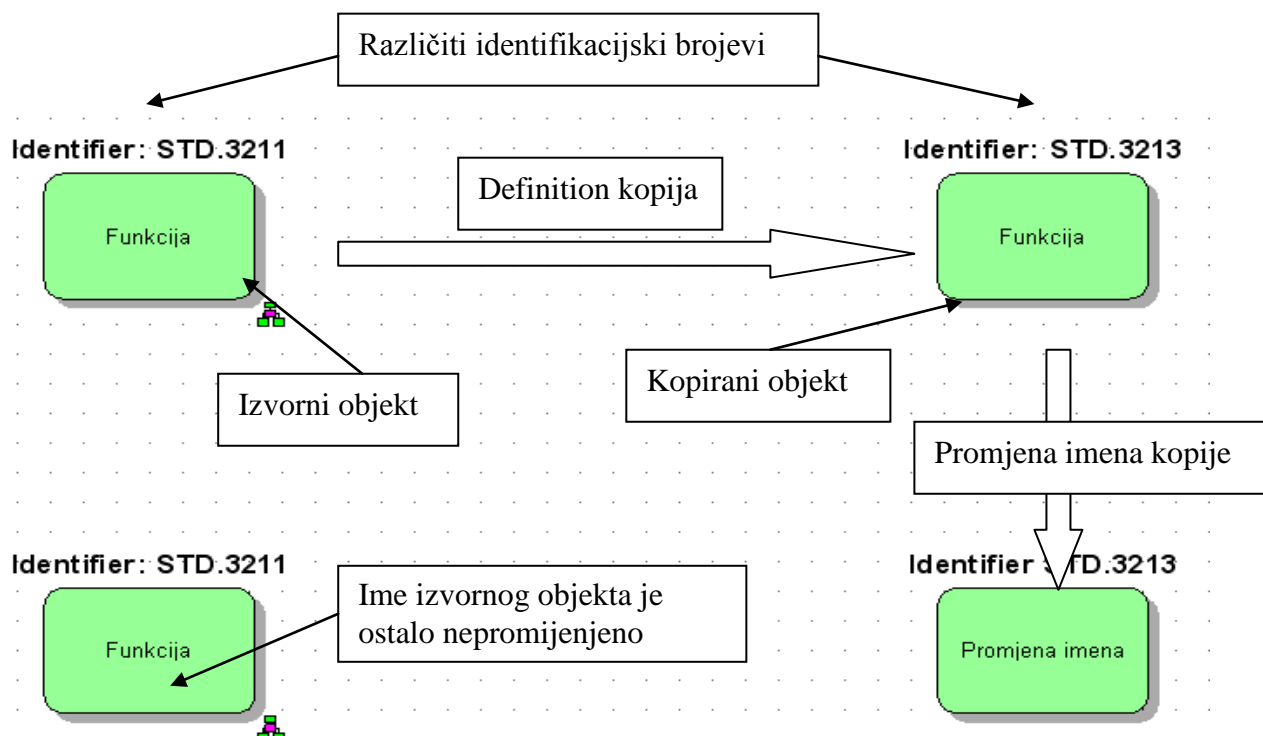 Različiti identifikacijski brojevi
Identifier: STD.3211
Identifier: STD.3213
Funkcija
Definition kopija
Funkcija
Izvorni objekt
Kopirani objekt
Promjena imena kopije
Identifier: STD.3211
Identifier STD.3213
Funkcija
Ime izvornog objekta je
ostalo nepromijenjeno
Promjena imena